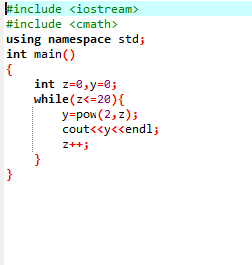 #include <iostream>
#include <cmath>
using namespace std;
int main()
{
    int z=0,y=0;
    while(z<=20){
        y=pow(2,z);
        cout<<y<<endl;
        z++;
    }
}